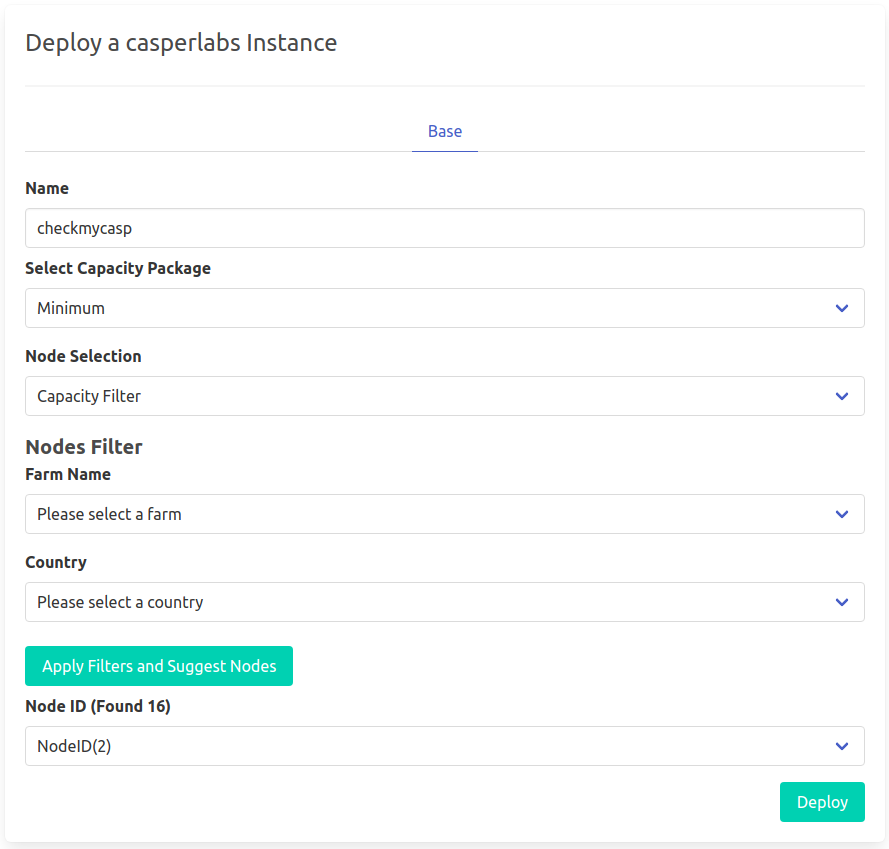 Deploy a casperlabs Instance
Base
Name
checkmycasp
Select Capacity Package
Minimum
Node Selection
Capacity Filter
Nodes Filter
Farm Name
Please select a farm
Country
Please select a country
Apply Filters and Suggest Nodes
Node ID (Found 16)
NodeID(2)
Deploy